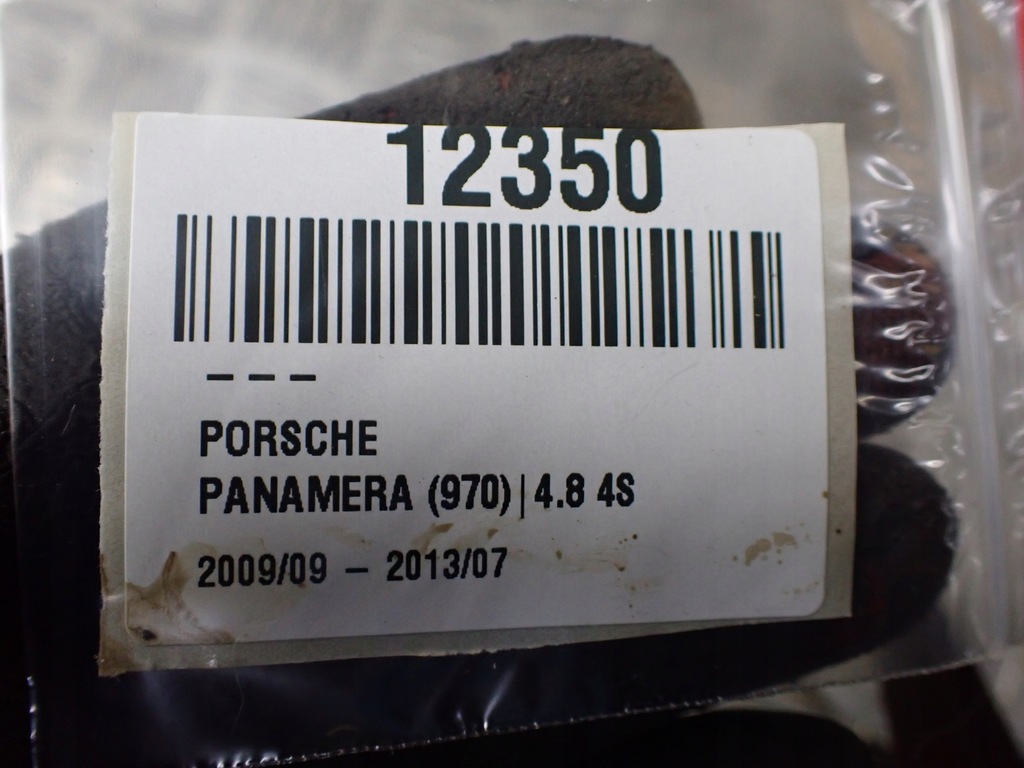 12350
---
PORSCHE
PANAMERA (970)|4.8 4S
2009/09 – 2013/07